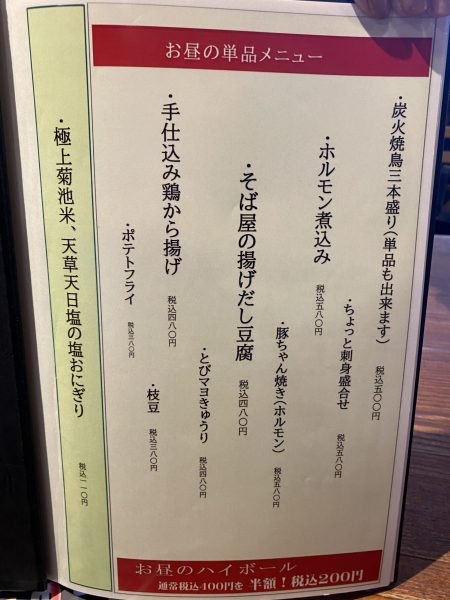 お昼の単品メニュー
・炭火焼鳥三本盛り(単品も出来ます) 税込五〇〇円
・ちょっと刺身盛合せ 税込五八〇円
・ホルモン煮込み 税込五八〇円
・豚ちゃん焼き(ホルモン) 税込五八〇円
・そば屋の揚げだし豆腐 税込四八〇円
・とびマヨきゅうり 税込四八〇円
・手仕込み鶏から揚げ 税込四八〇円
・枝豆 税込三八〇円
・ポテトフライ 税込三八〇円
・極上菊池米、天草天日塩の塩おにぎり 税込一一〇円
お昼のハイボール
通常税込400円を 半額!税込200円